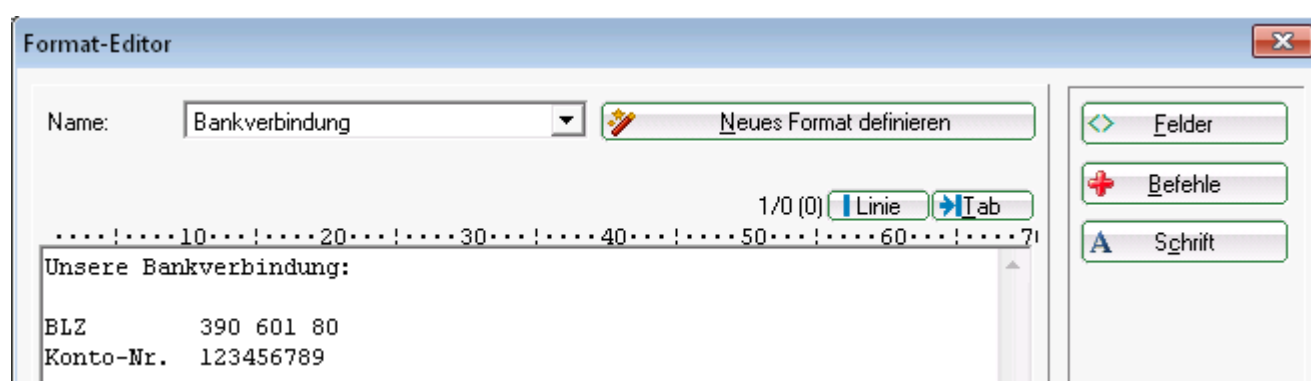 Format-Editor
Name: Bankverbindung Neues Format definieren
Felder
Befehle
Schrift
1/0 (0) Linie Tab
····¦····10···¦····20···¦····30···¦····40···¦····50···¦····60···¦····7
Unsere Bankverbindung:
BLZ 390 601 80
Konto-Nr. 123456789